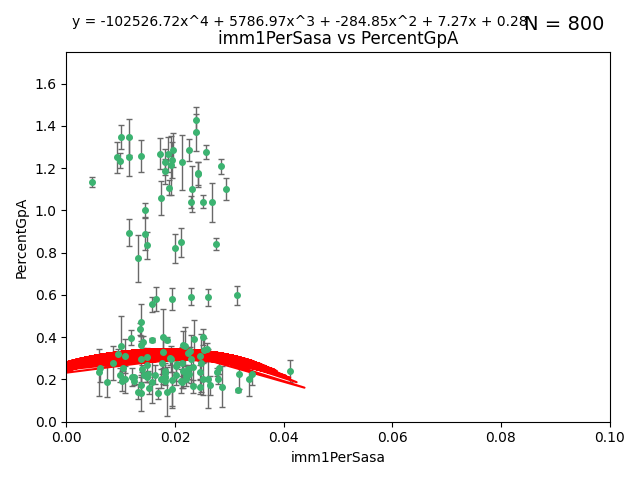 y = -102526.72x^4 + 5786.97x^3 + -284.85x^2 + 7.27x + 0.28
N = 800
imm1PerSasa vs PercentGpA
1.6
1.4
1.2
1.0
0.8
0.6
0.4
0.2
0.0
PercentGpA
0.00 0.02 0.04 0.06 0.08 0.10
imm1PerSasa